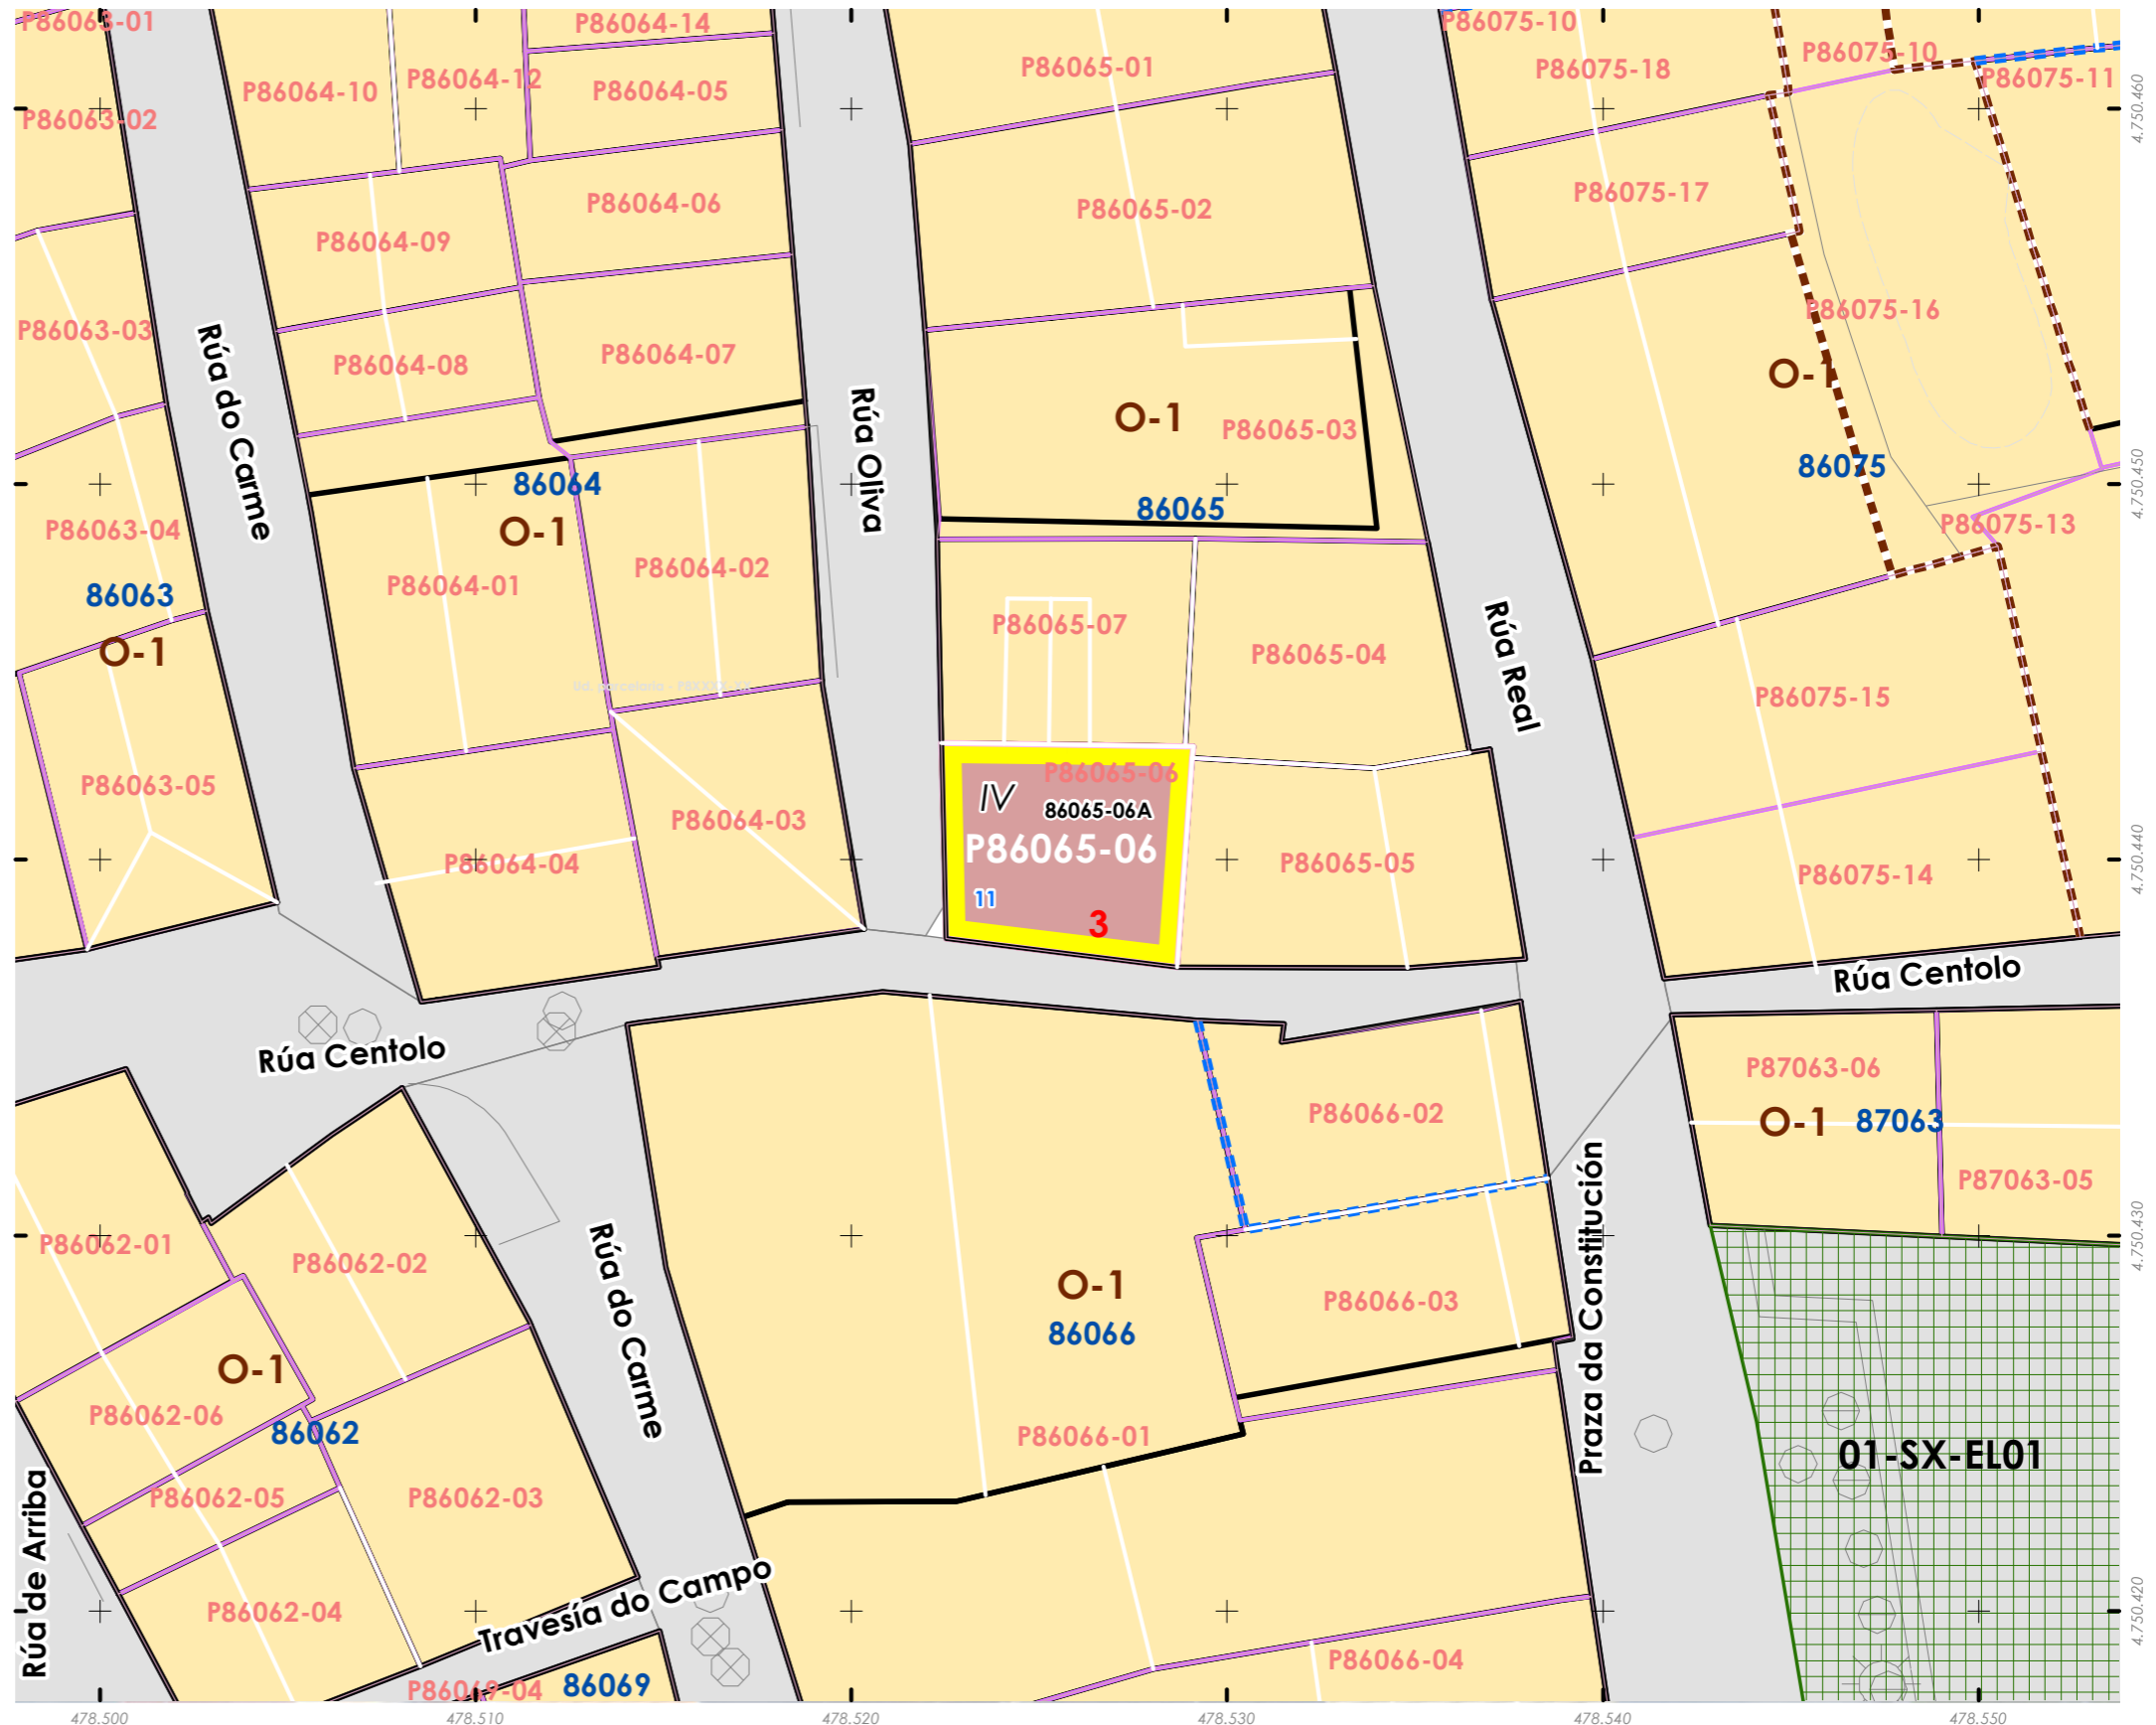 P86063-01
P86064-14
P86075-10
P86064-10
P86064-12
P86064-05
P86065-01
P86075-18
P86075-10
P86075-11
4.750.460
P86063-02
P86064-06
P86065-02
P86075-17
P86064-09
P86063-03
P86064-08
P86064-07
P86075-16
O-1
Rúa do Carme
Rúa Oliva
O-1
P86065-03
86075
4.750.450
86064
O-1
86065
P86063-04
P86075-13
86063
P86064-01
P86064-02
O-1
P86065-07
P86065-04
Rúa Real
P86075-15
P86063-05
P86065-06
IV
86065-06A
P86065-06
11
3
P86064-03
P86064-04
P86065-05
P86075-14
4.750.440
Rúa Centolo
Rúa Centolo
P87063-06
O-1
87063
P86066-02
P87063-05
4.750.430
P86062-01
P86062-02
Rúa do Carme
O-1
86066
P86066-03
Praza da Constitución
O-1
P86062-06
86062
P86066-01
01-SX-EL01
P86062-05
P86062-03
Rúa de Arriba
P86062-04
Travesía do Campo
4.750.420
P86066-04
P86069-04
86069
478.500
478.510
478.520
478.530
478.540
478.550